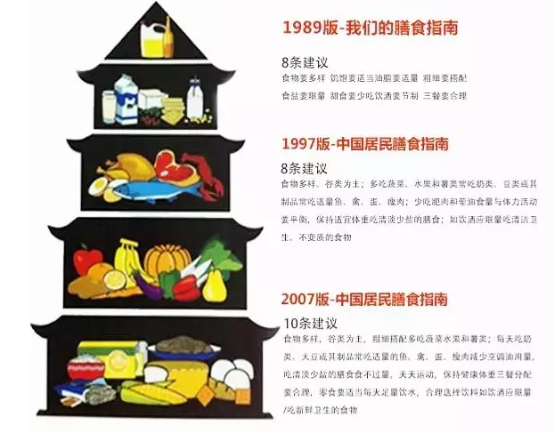 1989版-我们的膳食指南
8条建议
食物要多样 饥饱要适当油脂要适量 粗细要搭配
食盐要限量 甜食要少吃饮酒要节制 三餐要合理
1997版-中国居民膳食指南
8条建议
食物多样、谷类为主；多吃蔬菜、水果和薯类常吃奶类、豆类或其
制品常吃适量鱼、禽、蛋、瘦肉；少吃肥肉和荤油食量与体力活动
要平衡，保持适宜体重吃清淡少盐的膳食；如饮酒应限量吃清洁卫
生、不变质的食物
2007版-中国居民膳食指南
10条建议
食物多样，谷类为主，粗细搭配多吃蔬菜水果和薯类；每天吃奶
类、大豆或其制品常吃适量的鱼、禽、蛋、瘦肉减少烹调油用量，
吃清淡少盐的膳食食不过量，天天运动，保持健康体重三餐分配
要合理，零食要适当每天足量饮水，合理选择饮料如饮酒应限量
/吃新鲜卫生的食物